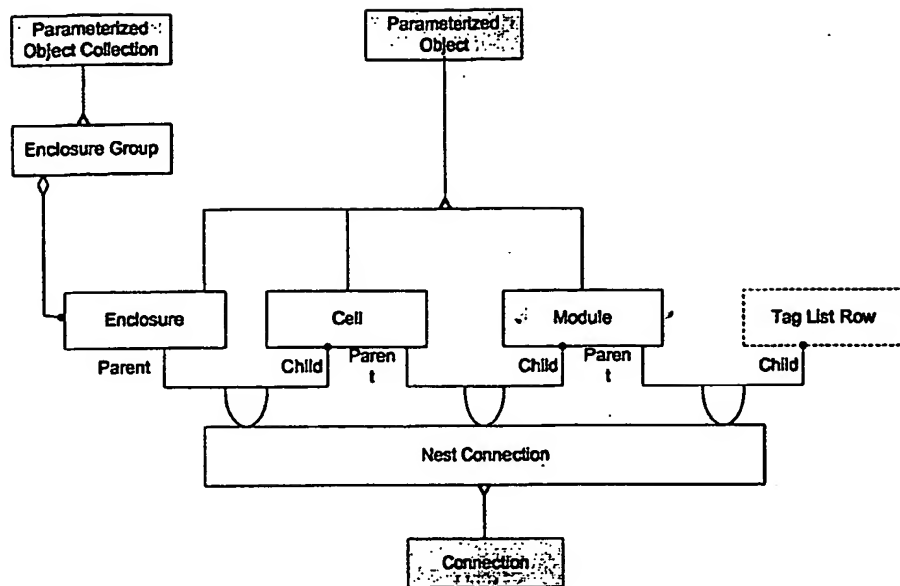 Parameterized
Object Collection
Parameterized
Object
Enclosure Group
Enclosure
Cell
Module
Tag List Row
Parent
Child
Paren
t
Child
Paren
t
Child
Nest Connection
Connection